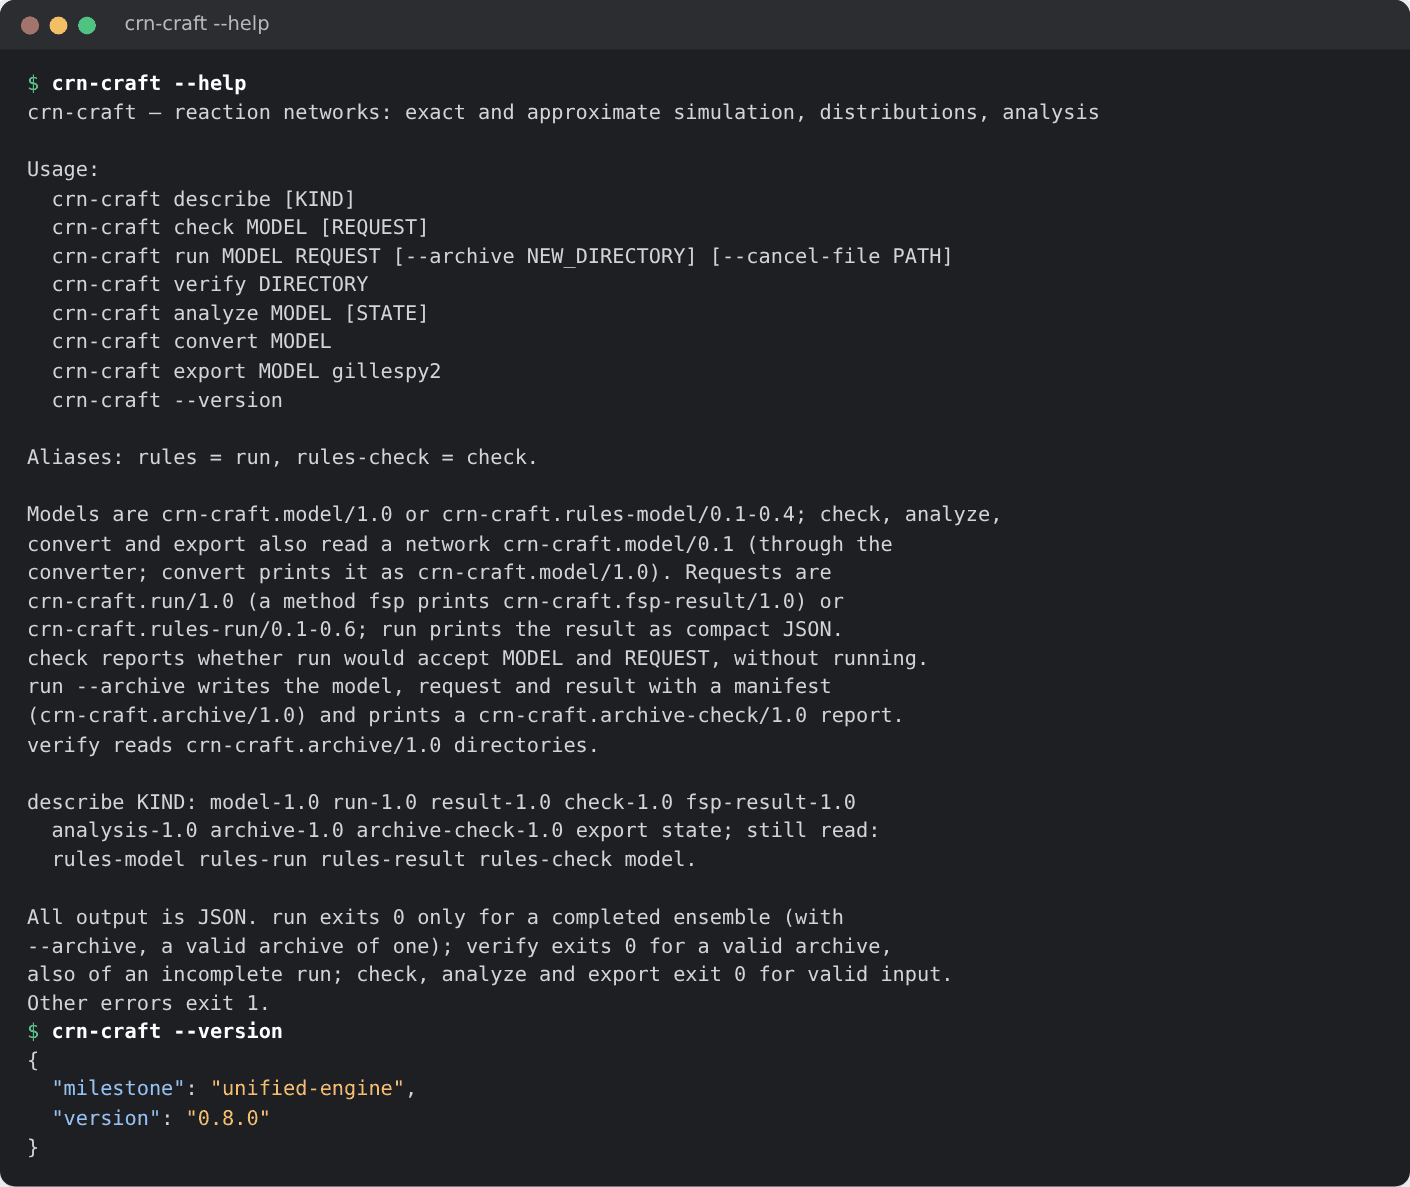 crn-craft --help
$ crn-craft --help
crn-craft — reaction networks: exact and approximate simulation, distributions, analysis
Usage:
  crn-craft describe [KIND]
  crn-craft check MODEL [REQUEST]
  crn-craft run MODEL REQUEST [--archive NEW_DIRECTORY] [--cancel-file PATH]
  crn-craft verify DIRECTORY
  crn-craft analyze MODEL [STATE]
  crn-craft convert MODEL
  crn-craft export MODEL gillespy2
  crn-craft --version
Aliases: rules = run, rules-check = check.
Models are crn-craft.model/1.0 or crn-craft.rules-model/0.1-0.4; check, analyze,
convert and export also read a network crn-craft.model/0.1 (through the
converter; convert prints it as crn-craft.model/1.0). Requests are
crn-craft.run/1.0 (a method fsp prints crn-craft.fsp-result/1.0) or
crn-craft.rules-run/0.1-0.6; run prints the result as compact JSON.
check reports whether run would accept MODEL and REQUEST, without running.
run --archive writes the model, request and result with a manifest
(crn-craft.archive/1.0) and prints a crn-craft.archive-check/1.0 report.
verify reads crn-craft.archive/1.0 directories.
describe KIND: model-1.0 run-1.0 result-1.0 check-1.0 fsp-result-1.0
  analysis-1.0 archive-1.0 archive-check-1.0 export state; still read:
  rules-model rules-run rules-result rules-check model.
All output is JSON. run exits 0 only for a completed ensemble (with
--archive, a valid archive of one); verify exits 0 for a valid archive,
also of an incomplete run; check, analyze and export exit 0 for valid input.
Other errors exit 1.
$ crn-craft --version
{
  "milestone": "unified-engine",
  "version": "0.8.0"
}